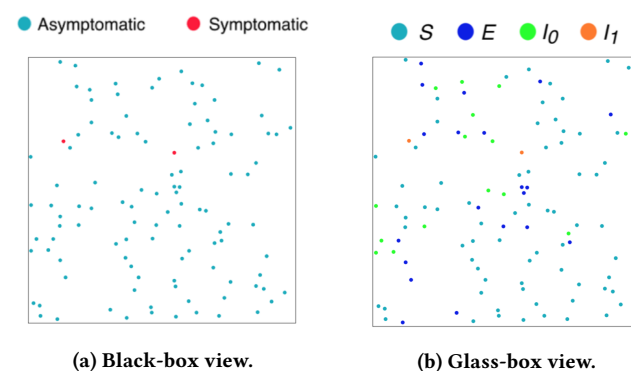 Asymptomatic Symptomatic
S E I0 I1
(a) Black-box view.
(b) Glass-box view.